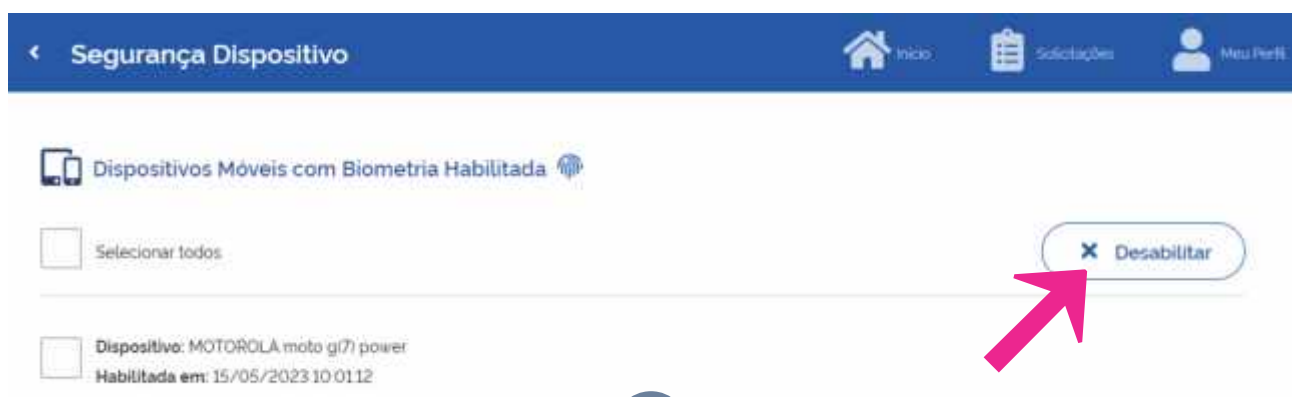 Segurança Dispositivo
Início
Solicitações
Meu Perfil
Dispositivos Móveis com Biometria Habilitada
Selecionar todos
Desabilitar
Dispositivo: MOTOROLA moto g(7) power
Habilitada em: 15/05/2023 10:01:12